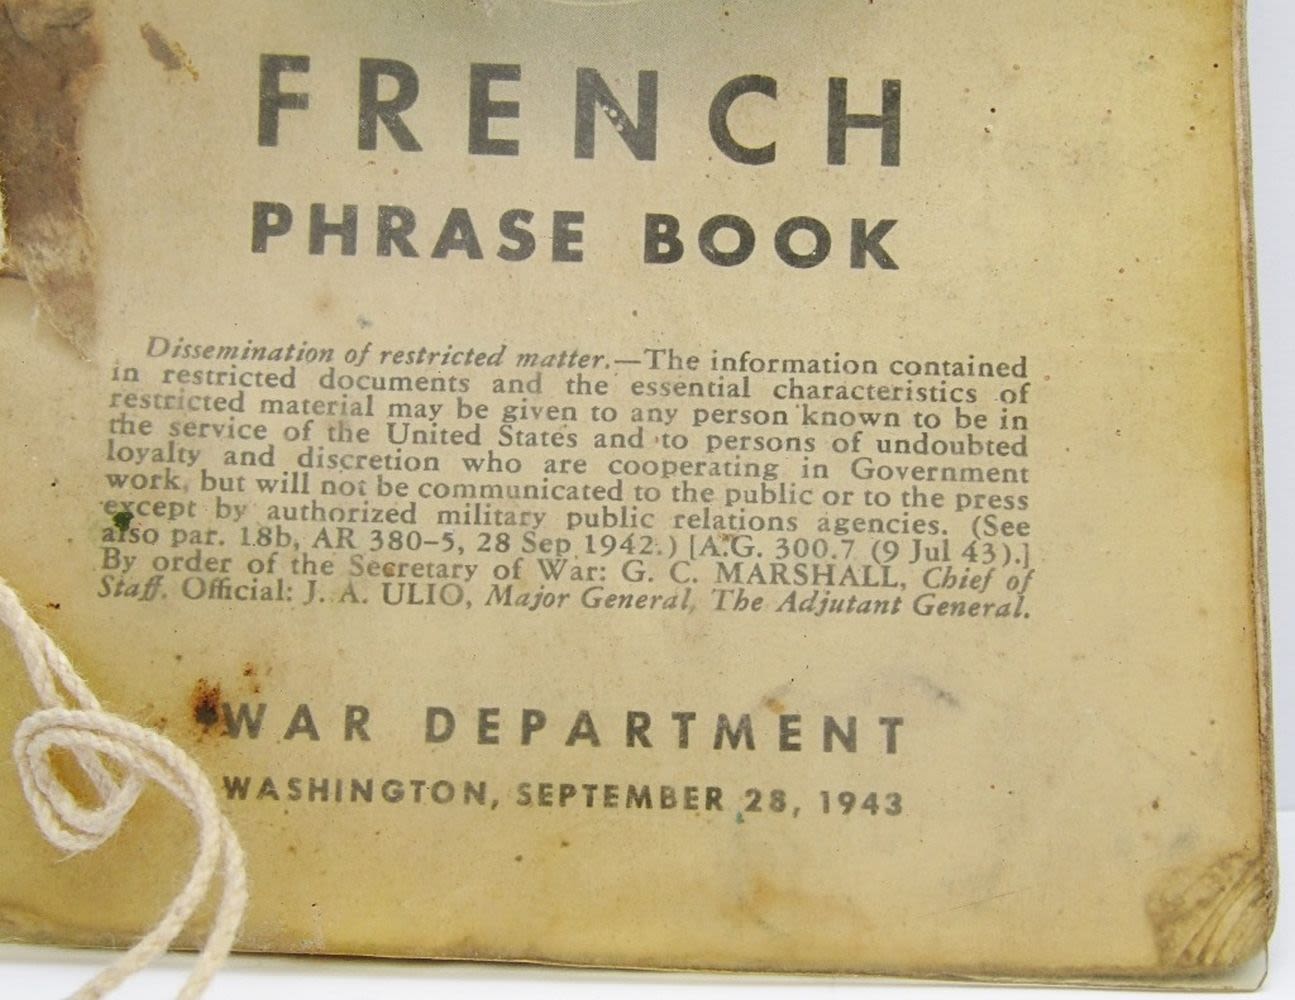 FRENCH
PHRASE BOOK
Dissemination of restricted matter.—The information contained
in restricted documents and the essential characteristics of
restricted material may be given to any person known to be in
the service of the United States and to persons of undoubted
loyalty and discretion who are cooperating in Government
work, but will not be communicated to the public or to the press
except by authorized military public relations agencies. (See
also par. 18b, AR 380–5, 28 Sep 1942.) [A.G. 300.7 (9 Jul 43).]
By order of the Secretary of War: G. C. MARSHALL, Chief of
Staff. Official: J. A. ULIO, Major General, The Adjutant General.
WAR DEPARTMENT
WASHINGTON, SEPTEMBER 28, 1943